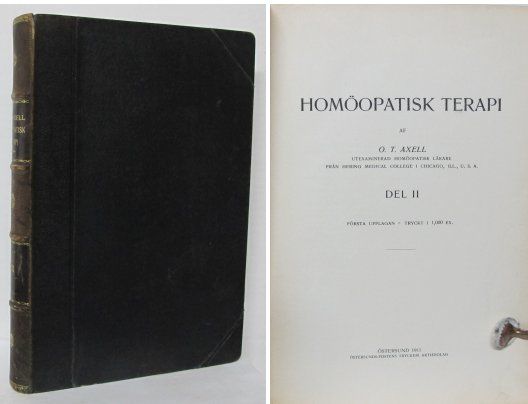 AXELL
HOMÖOPATISK TERAPI
AF
O. T. AXELL
UTEXAMINERAD HOMÖOPATISK LÄKARE
FRÅN HERING MEDICAL COLLEGE I CHICAGO, ILL., U. S. A.
DEL II
FÖRSTA UPPLAGAN – TRYCKT I 1,000 EX.
ÖSTERSUND 1911
ÖSTERSUNDS-POSTENS TRYCKERI AKTIEBOLAG